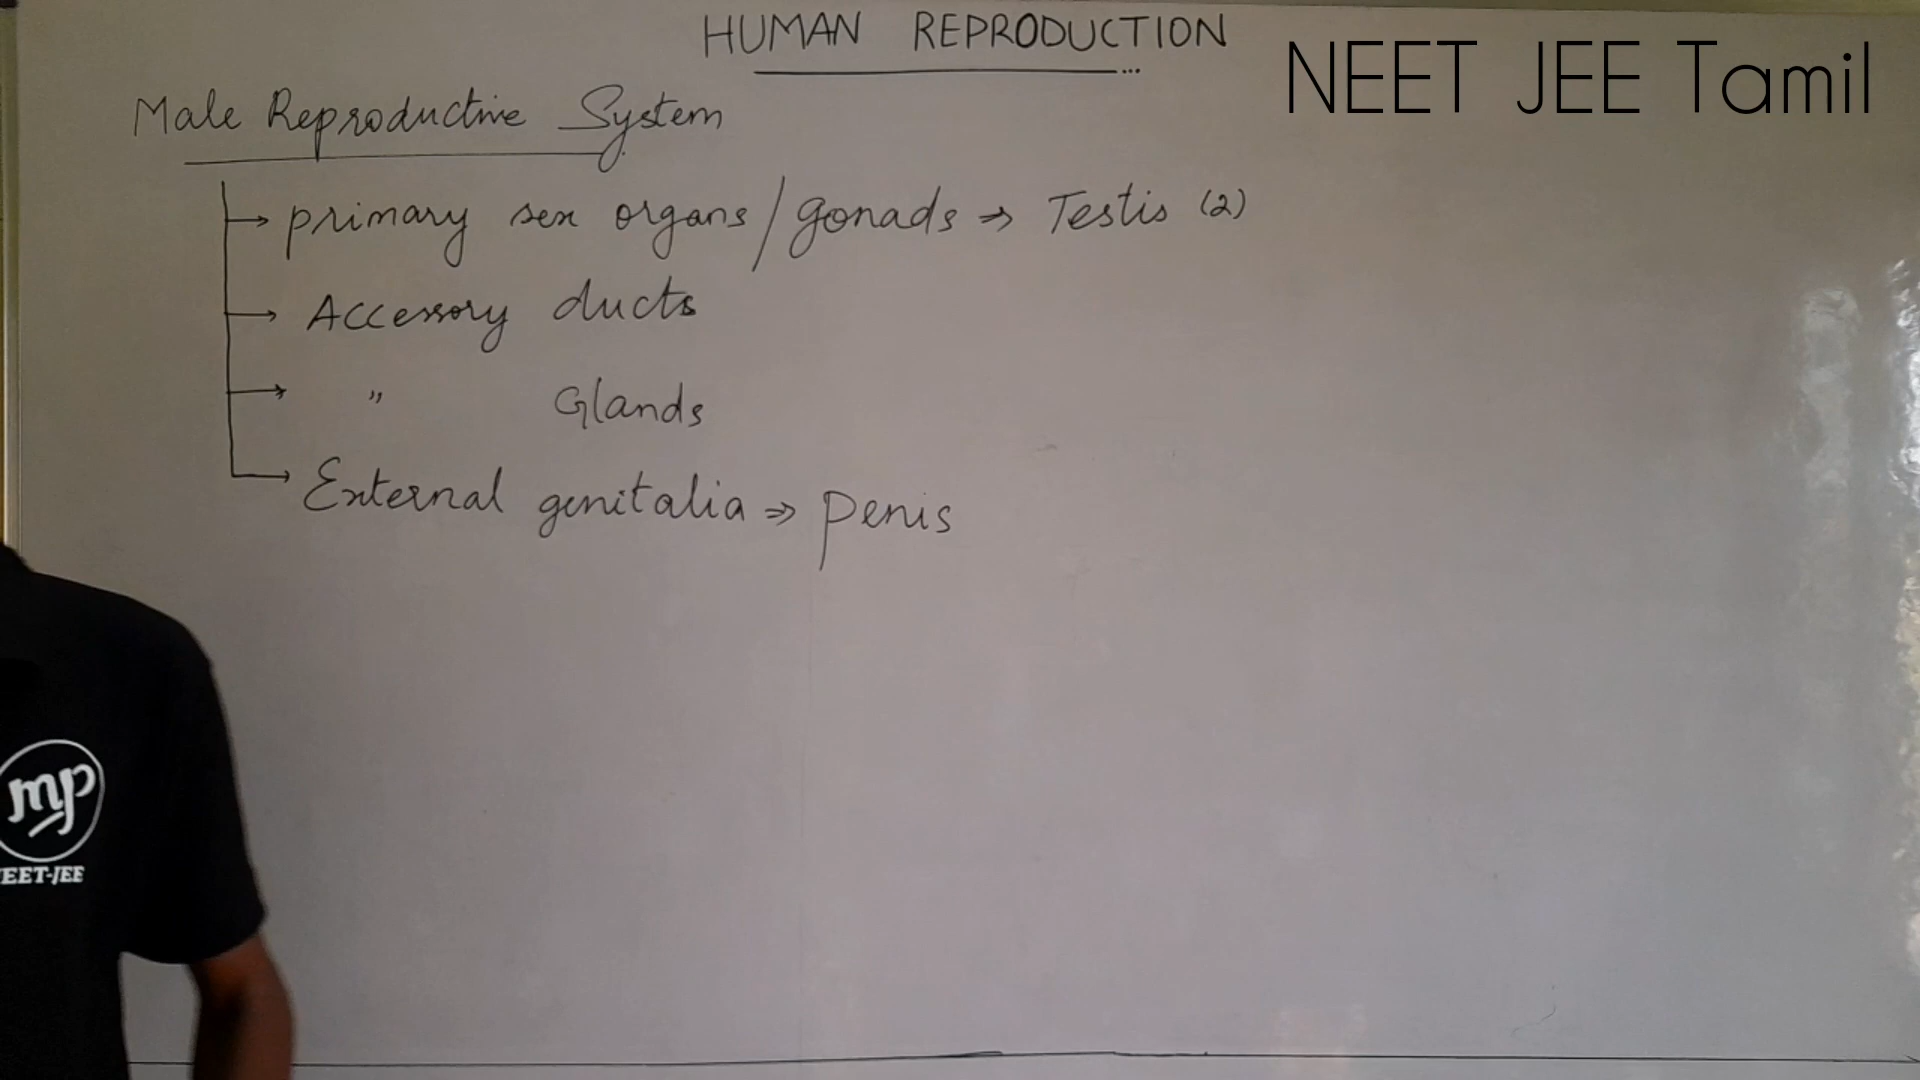 HUMAN REPRODUCTION
NEET JEE Tamil
Male Reproductive System
primary sex organs/gonads ⇒ Testis (2)
Accessory ducts
" Glands
External genitalia ⇒ Penis
mp
EET-JEE